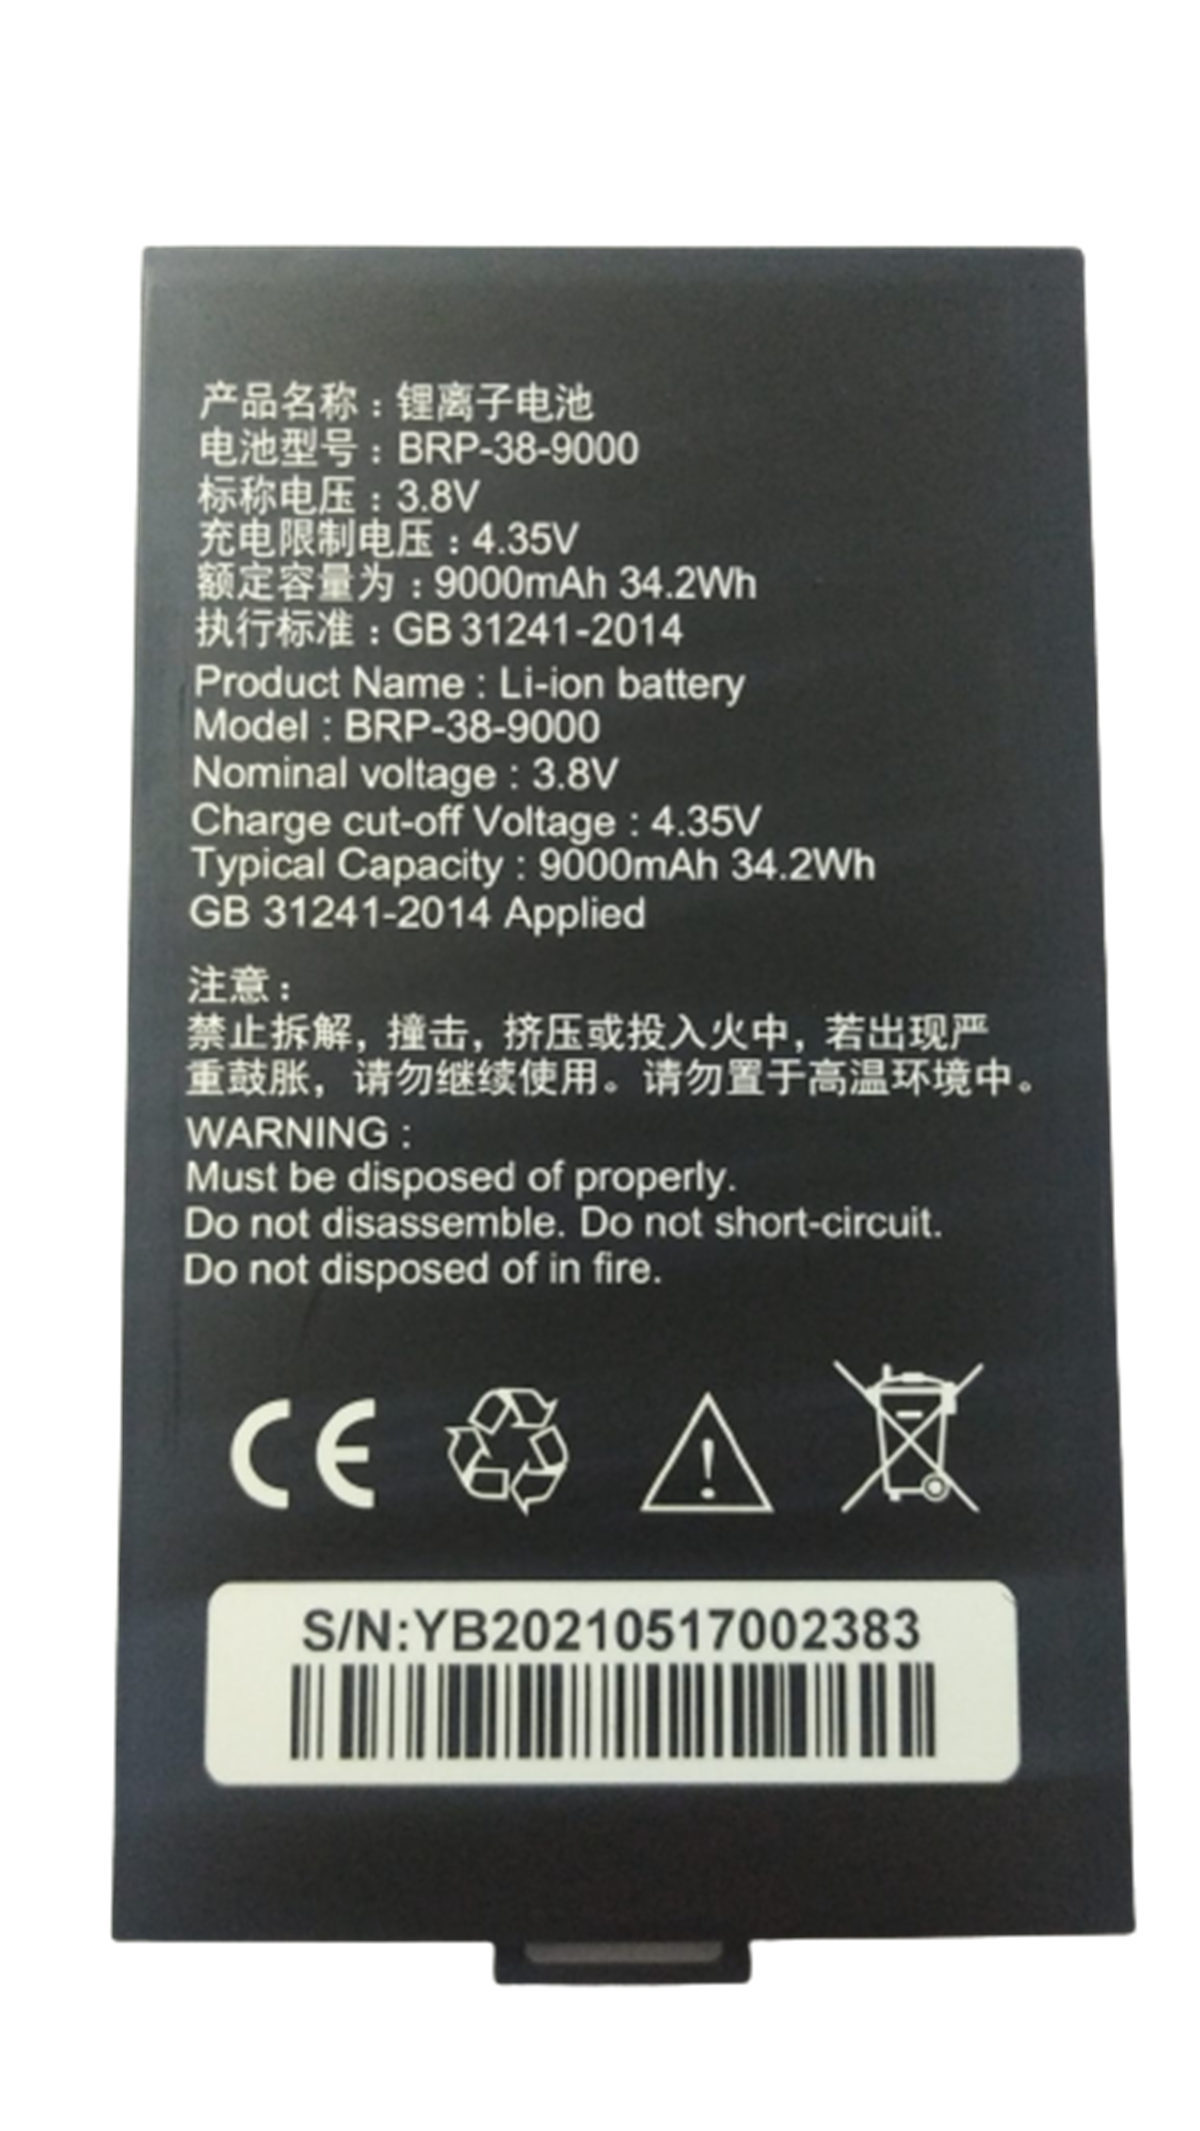 产品名称：锂离子电池
电池型号：BRP-38-9000
标称电压：3.8V
充电限制电压：4.35V
额定容量为：9000mAh 34.2Wh
执行标准：GB 31241-2014
Product Name : Li-ion battery
Model : BRP-38-9000
Nominal voltage : 3.8V
Charge cut-off Voltage : 4.35V
Typical Capacity : 9000mAh 34.2Wh
GB 31241-2014 Applied
注意：
禁止拆解，撞击，挤压或投入火中，若出现严
重鼓胀，请勿继续使用。请勿置于高温环境中。
WARNING :
Must be disposed of properly.
Do not disassemble. Do not short-circuit.
Do not disposed of in fire.
CE
S/N:YB20210517002383